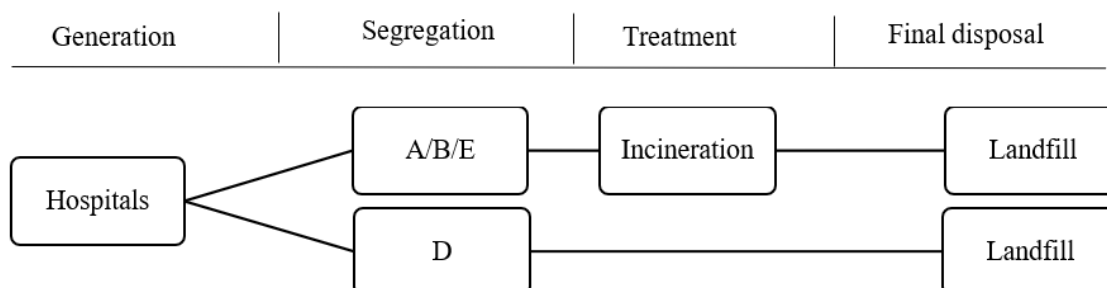 Generation Segregation Treatment Final disposal
A/B/E Incineration Landfill
Hospitals
D Landfill